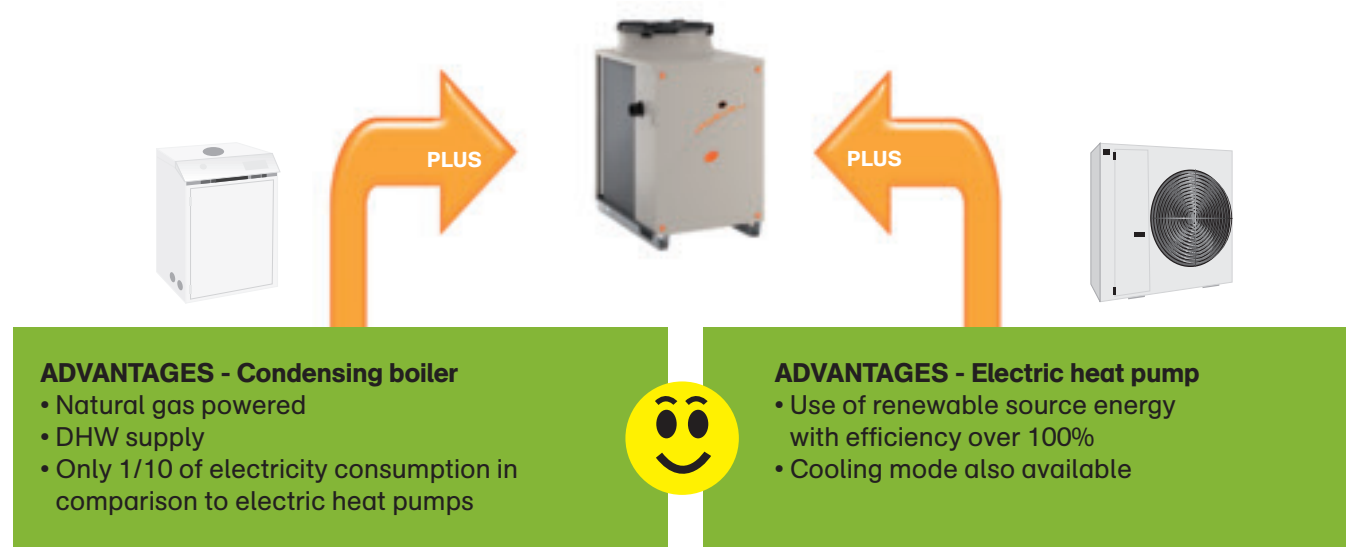 PLUS
PLUS
ADVANTAGES - Condensing boiler
• Natural gas powered
• DHW supply
• Only 1/10 of electricity consumption in
comparison to electric heat pumps
ADVANTAGES - Electric heat pump
• Use of renewable source energy
with efficiency over 100%
• Cooling mode also available